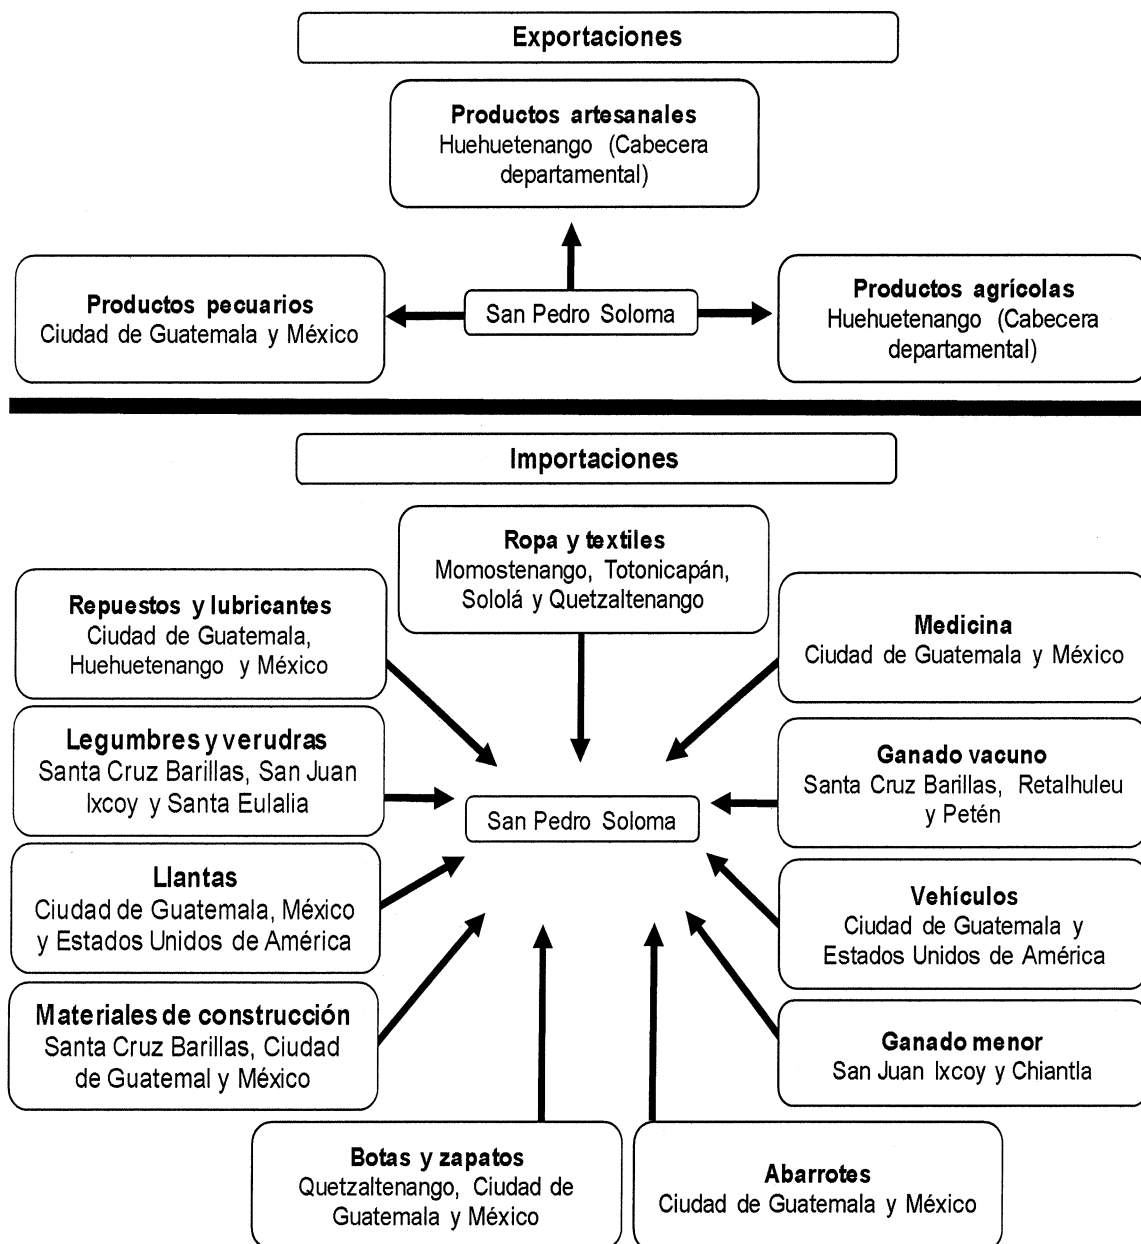 Exportaciones
Productos artesanales
Huehuetenango (Cabecera
departamental)
Productos pecuarios
Ciudad de Guatemala y México
San Pedro Soloma
Productos agrícolas
Huehuetenango (Cabecera
departamental)
Importaciones
Ropa y textiles
Momostenango, Totonicapán,
Sololá y Quetzaltenango
Repuestos y lubricantes
Ciudad de Guatemala,
Huehuetenango y México
Medicina
Ciudad de Guatemala y México
Legumbres y verudras
Santa Cruz Barillas, San Juan
Ixcoy y Santa Eulalia
Ganado vacuno
Santa Cruz Barillas, Retalhuleu
y Petén
San Pedro Soloma
Llantas
Ciudad de Guatemala, México
y Estados Unidos de América
Vehículos
Ciudad de Guatemala y
Estados Unidos de América
Materiales de construcción
Santa Cruz Barillas, Ciudad
de Guatemal y México
Ganado menor
San Juan Ixcoy y Chiantla
Botas y zapatos
Quetzaltenango, Ciudad de
Guatemala y México
Abarrotes
Ciudad de Guatemala y México